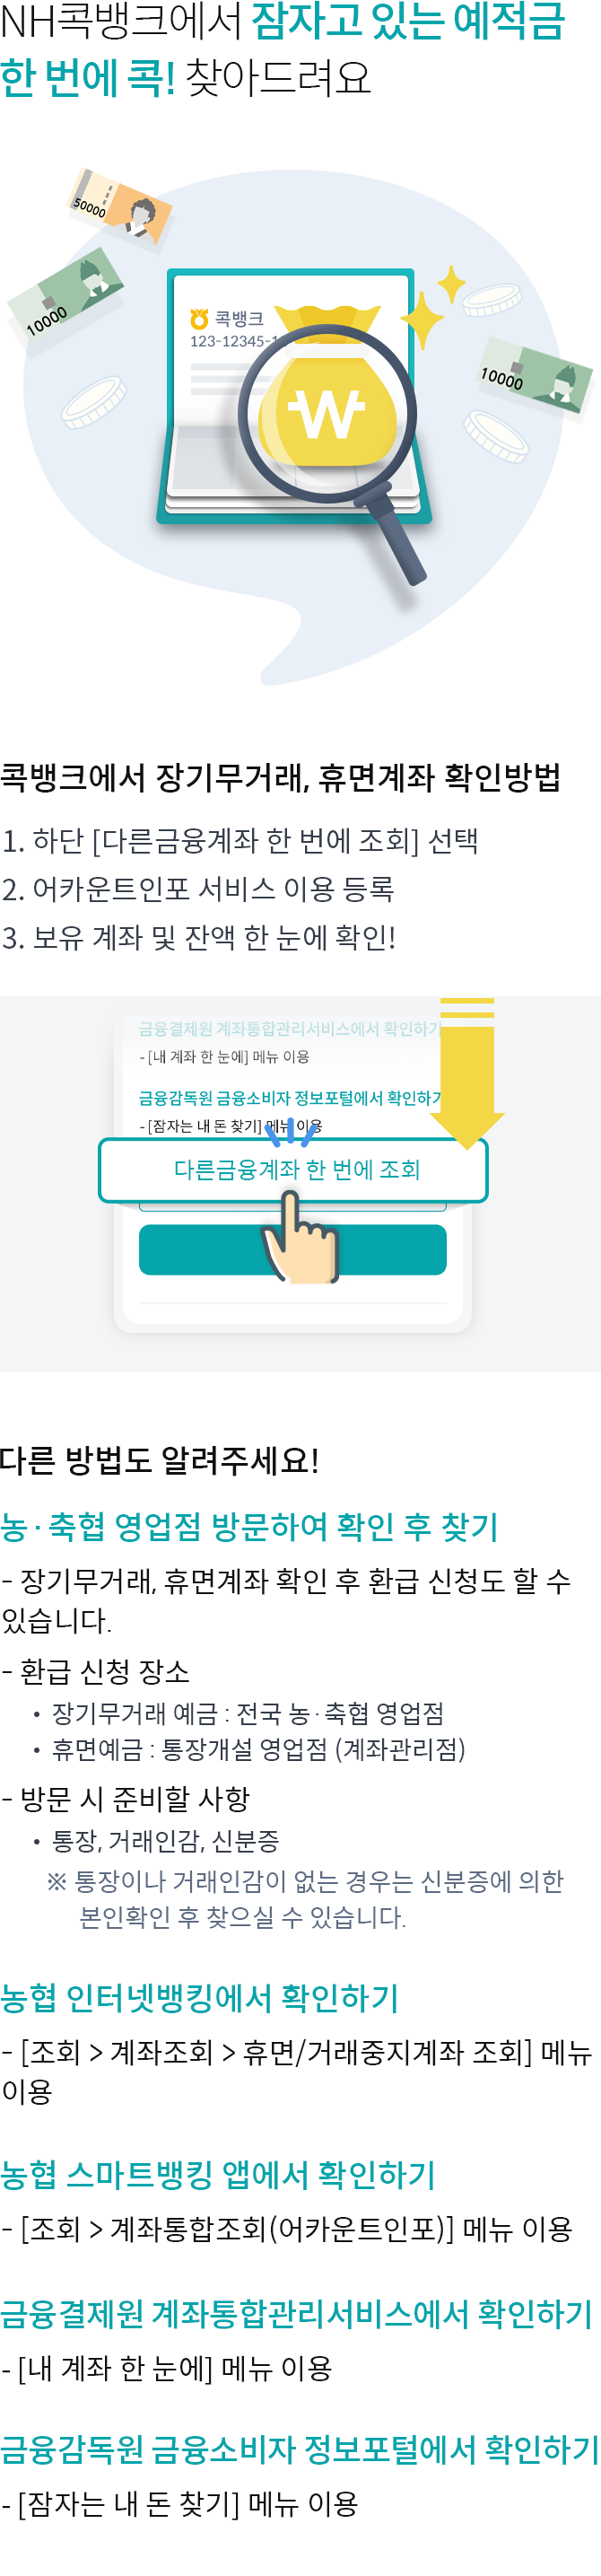 NH콕뱅크에서 잠자고 있는 예적금
한 번에 콕! 찾아드려요
50000
10000
콕뱅크
123-12345-1
10000
콕뱅크에서 장기무거래, 휴면계좌 확인방법
1. 하단 [다른금융계좌 한 번에 조회] 선택
2. 어카운트인포 서비스 이용 등록
3. 보유 계좌 및 잔액 한 눈에 확인!
금융결제원 계좌통합관리서비스에서 확인하기
- [내 계좌 한 눈에] 메뉴 이용
금융감독원 금융소비자 정보포털에서 확인하기
- [잠자는 내 돈 찾기] 메뉴 이용
다른금융계좌 한 번에 조회
다른 방법도 알려주세요!
농·축협 영업점 방문하여 확인 후 찾기
- 장기무거래, 휴면계좌 확인 후 환급 신청도 할 수
있습니다.
- 환급 신청 장소
• 장기무거래 예금 : 전국 농·축협 영업점
• 휴면예금 : 통장개설 영업점 (계좌관리점)
- 방문 시 준비할 사항
• 통장, 거래인감, 신분증
※ 통장이나 거래인감이 없는 경우는 신분증에 의한
본인확인 후 찾으실 수 있습니다.
농협 인터넷뱅킹에서 확인하기
- [조회 > 계좌조회 > 휴면/거래중지계좌 조회] 메뉴
이용
농협 스마트뱅킹 앱에서 확인하기
- [조회 > 계좌통합조회(어카운트인포)] 메뉴 이용
금융결제원 계좌통합관리서비스에서 확인하기
- [내 계좌 한 눈에] 메뉴 이용
금융감독원 금융소비자 정보포털에서 확인하기
- [잠자는 내 돈 찾기] 메뉴 이용